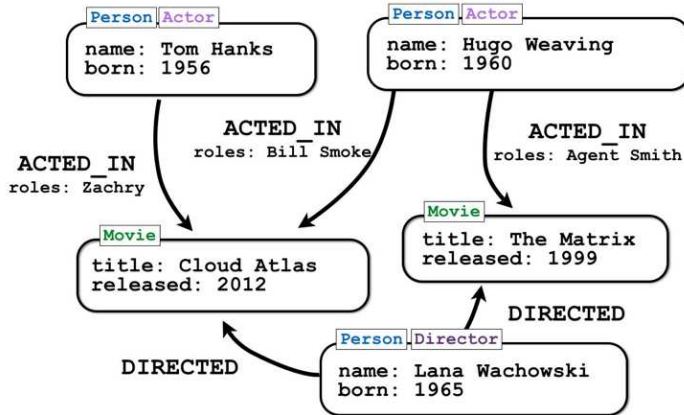 Person Actor
name: Tom Hanks
born: 1956
Person Actor
name: Hugo Weaving
born: 1960
ACTED_IN
roles: Zachry
ACTED_IN
roles: Bill Smoke
ACTED_IN
roles: Agent Smith
Movie
title: Cloud Atlas
released: 2012
Movie
title: The Matrix
released: 1999
DIRECTED
DIRECTED
Person Director
name: Lana Wachowski
born: 1965